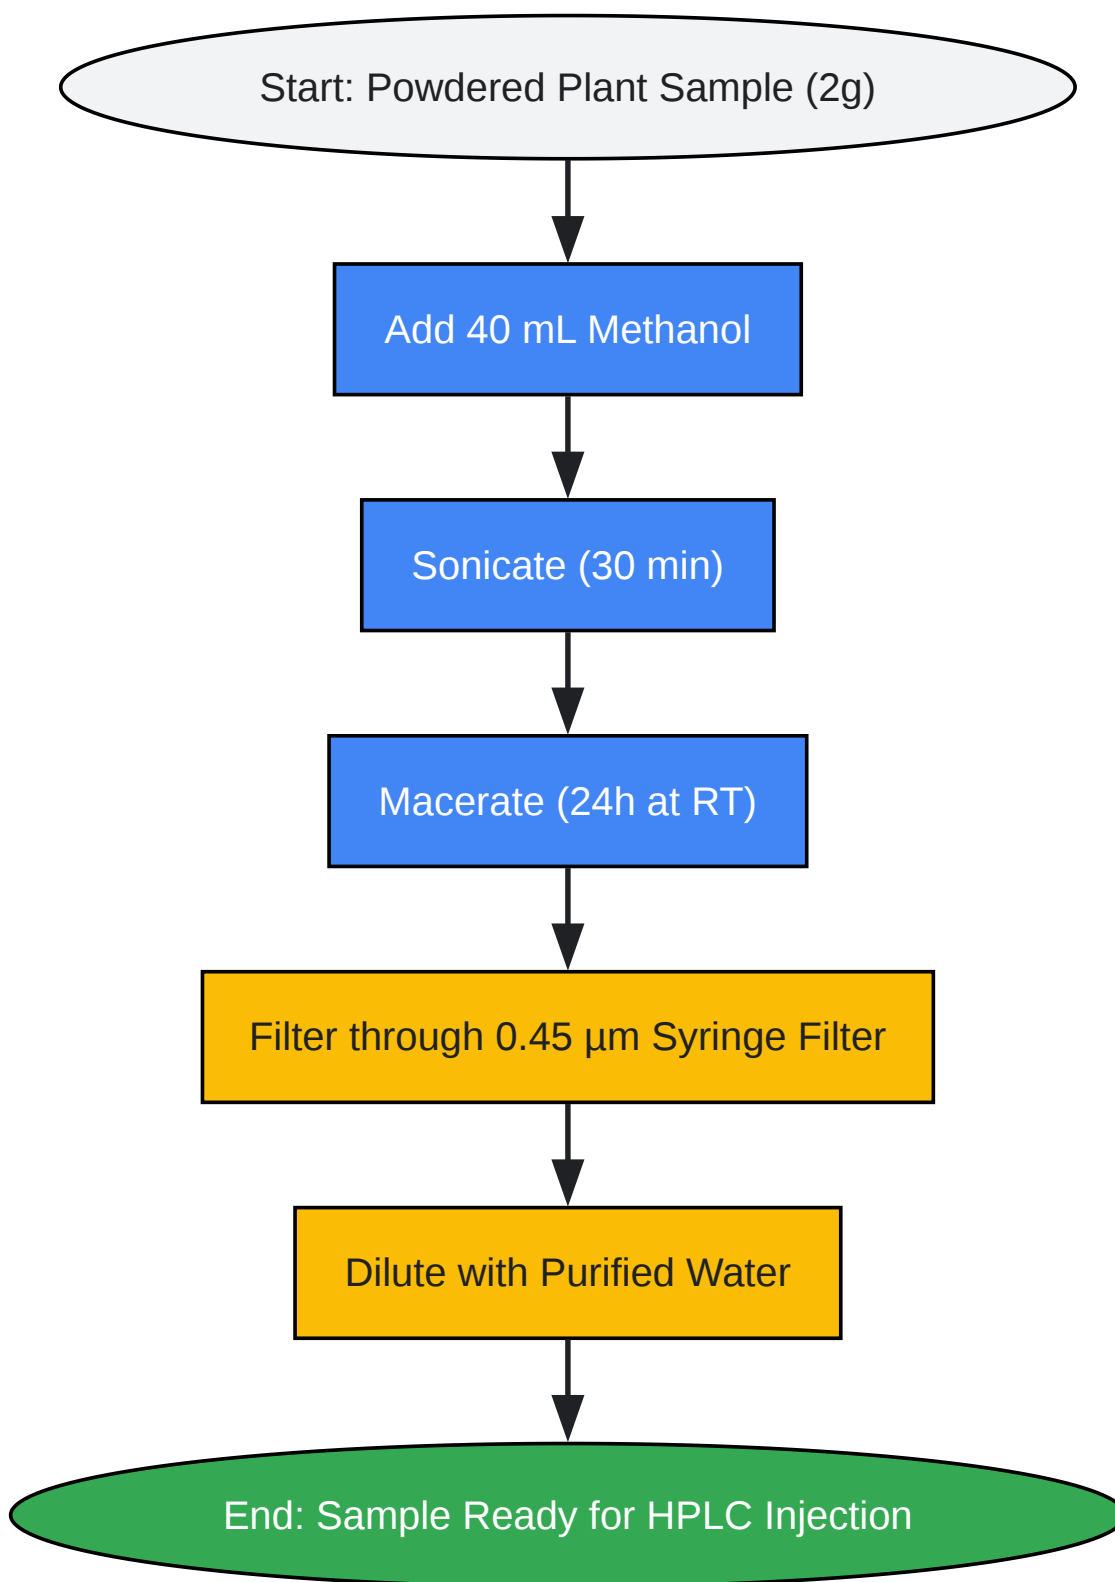 Start: Powdered Plant Sample (2g)
Add 40 mL Methanol
Sonicate (30 min)
Macerate (24h at RT)
Filter through 0.45 µm Syringe Filter
Dilute with Purified Water
End: Sample Ready for HPLC Injection